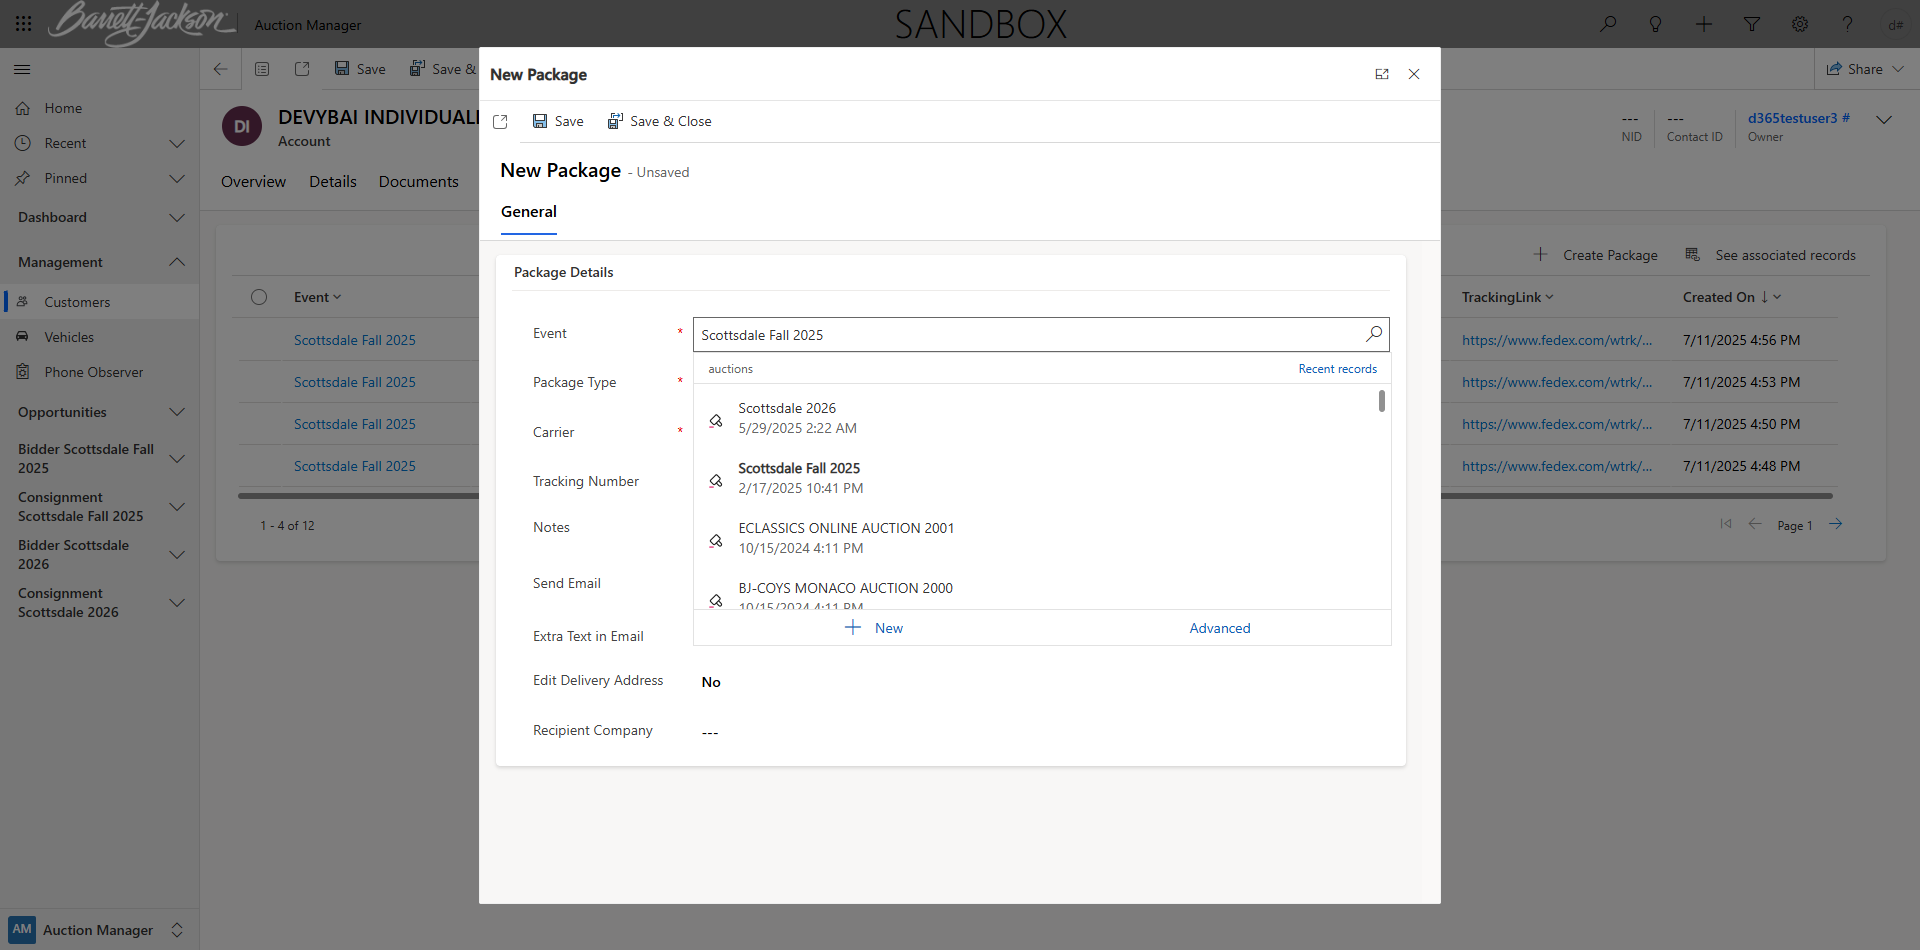 Barrett-Jackson
Auction Manager
SANDBOX
d#
Home
Recent
Pinned
Dashboard
Management
Customers
Vehicles
Phone Observer
Opportunities
Bidder Scottsdale Fall
2025
Consignment
Scottsdale Fall 2025
Bidder Scottsdale
2026
Consignment
Scottsdale 2026
AM Auction Manager
Save
Save &
Share
DI
DEVYBAI INDIVIDUAL
Account
---
NID
---
Contact ID
d365testuser3 #
Owner
Overview Details Documents
Create Package
See associated records
Event
TrackingLink
Created On
Scottsdale Fall 2025
https://www.fedex.com/wtrk/...
7/11/2025 4:56 PM
Scottsdale Fall 2025
https://www.fedex.com/wtrk/...
7/11/2025 4:53 PM
Scottsdale Fall 2025
https://www.fedex.com/wtrk/...
7/11/2025 4:50 PM
Scottsdale Fall 2025
https://www.fedex.com/wtrk/...
7/11/2025 4:48 PM
1 - 4 of 12
Page 1
New Package
Save
Save & Close
New Package - Unsaved
General
Package Details
Event *
Scottsdale Fall 2025
auctions
Recent records
Scottsdale 2026
5/29/2025 2:22 AM
Scottsdale Fall 2025
2/17/2025 10:41 PM
ECLASSICS ONLINE AUCTION 2001
10/15/2024 4:11 PM
BJ-COYS MONACO AUCTION 2000
10/15/2024 4:11 PM
New
Advanced
Package Type *
Carrier *
Tracking Number
Notes
Send Email
Extra Text in Email
Edit Delivery Address
No
Recipient Company
---